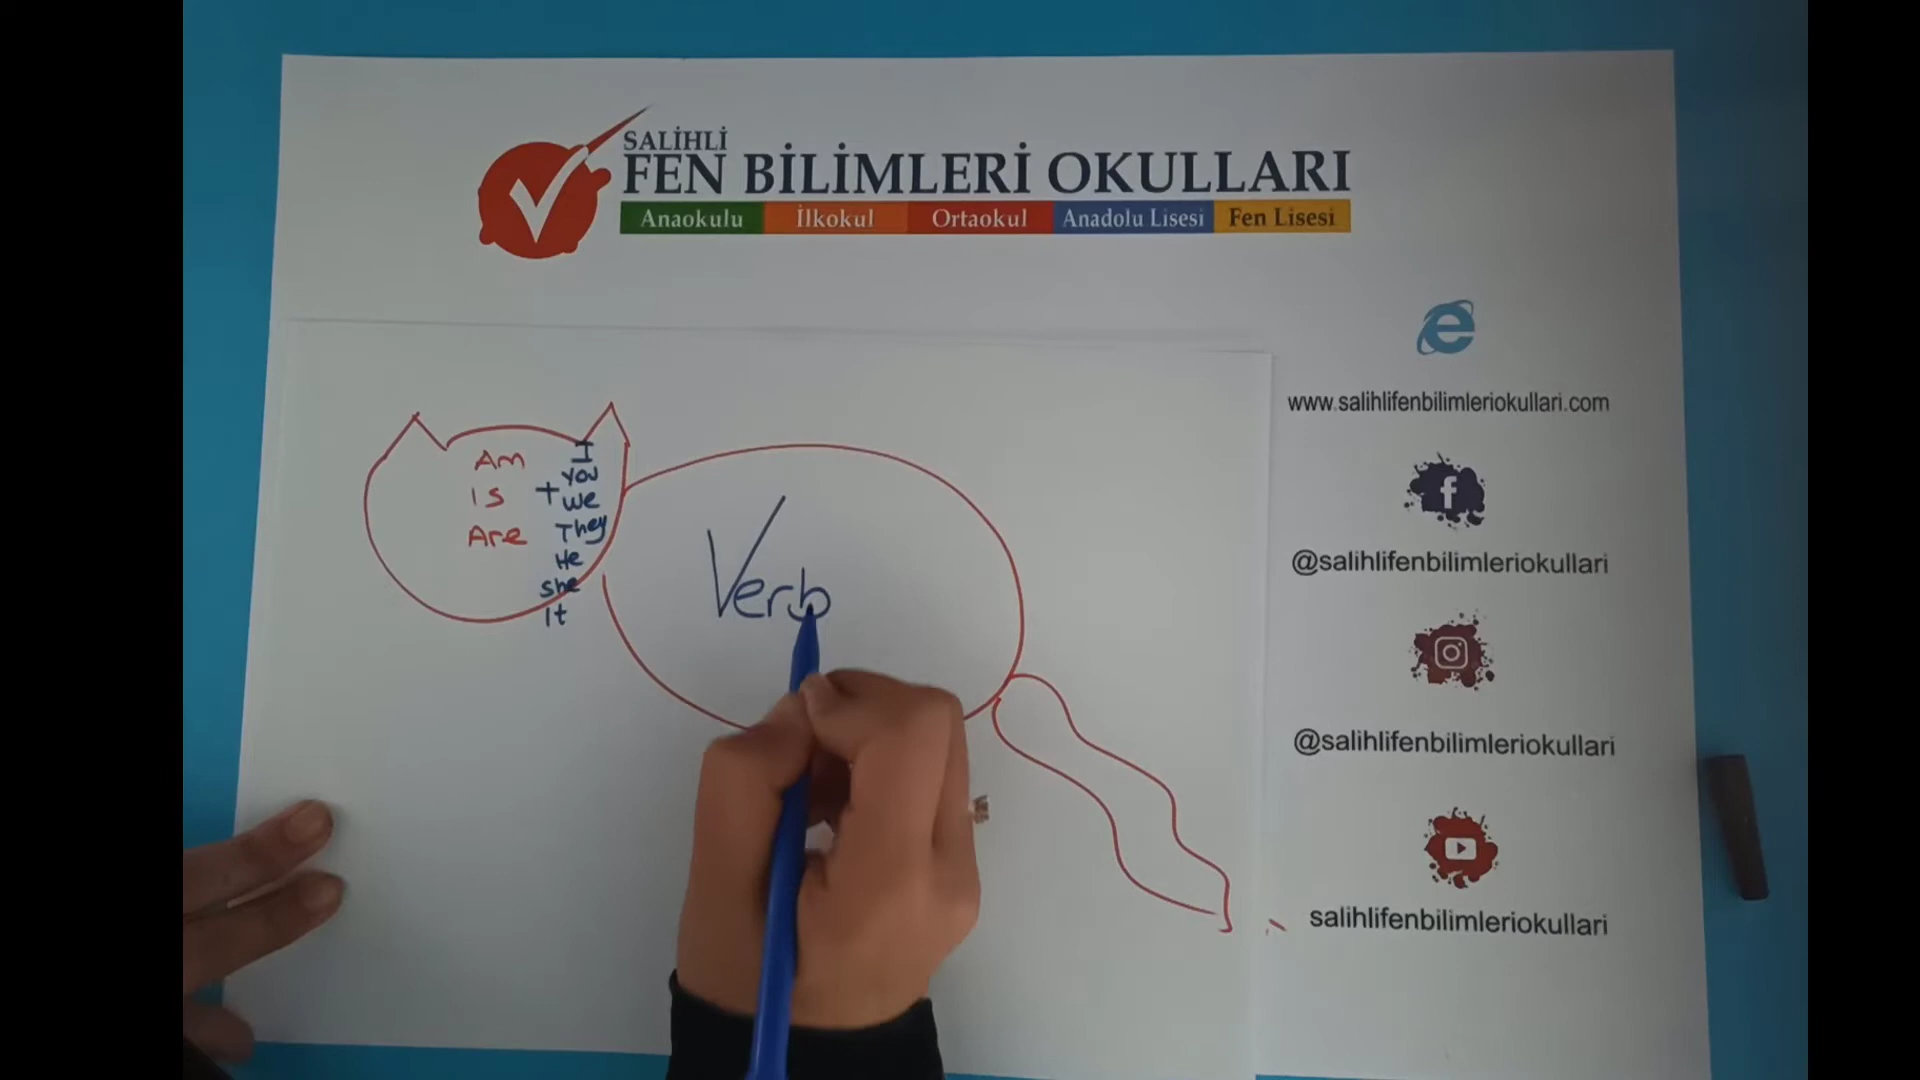 SALİHLİ
FEN BİLİMLERİ OKULLARI
Anaokulu İlkokul Ortaokul Anadolu Lisesi Fen Lisesi
www.salihlifenbilimleriokullari.com
@salihlifenbilimleriokullari
@salihlifenbilimleriokullari
salihlifenbilimleriokullari
Am
Is
Are
+
I
You
We
They
He
She
It
Verb